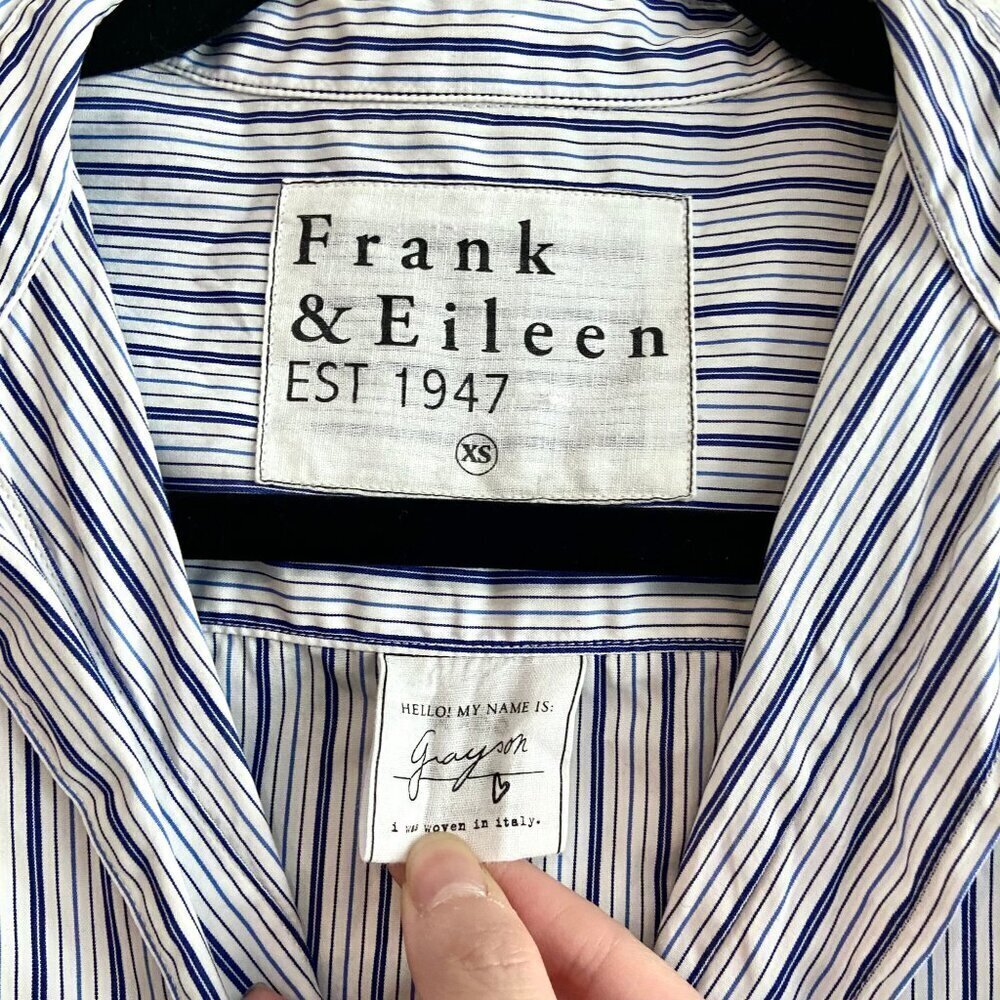 Frank
& Eileen
EST 1947
XS
HELLO! MY NAME IS:
Grayson
i was woven in italy.